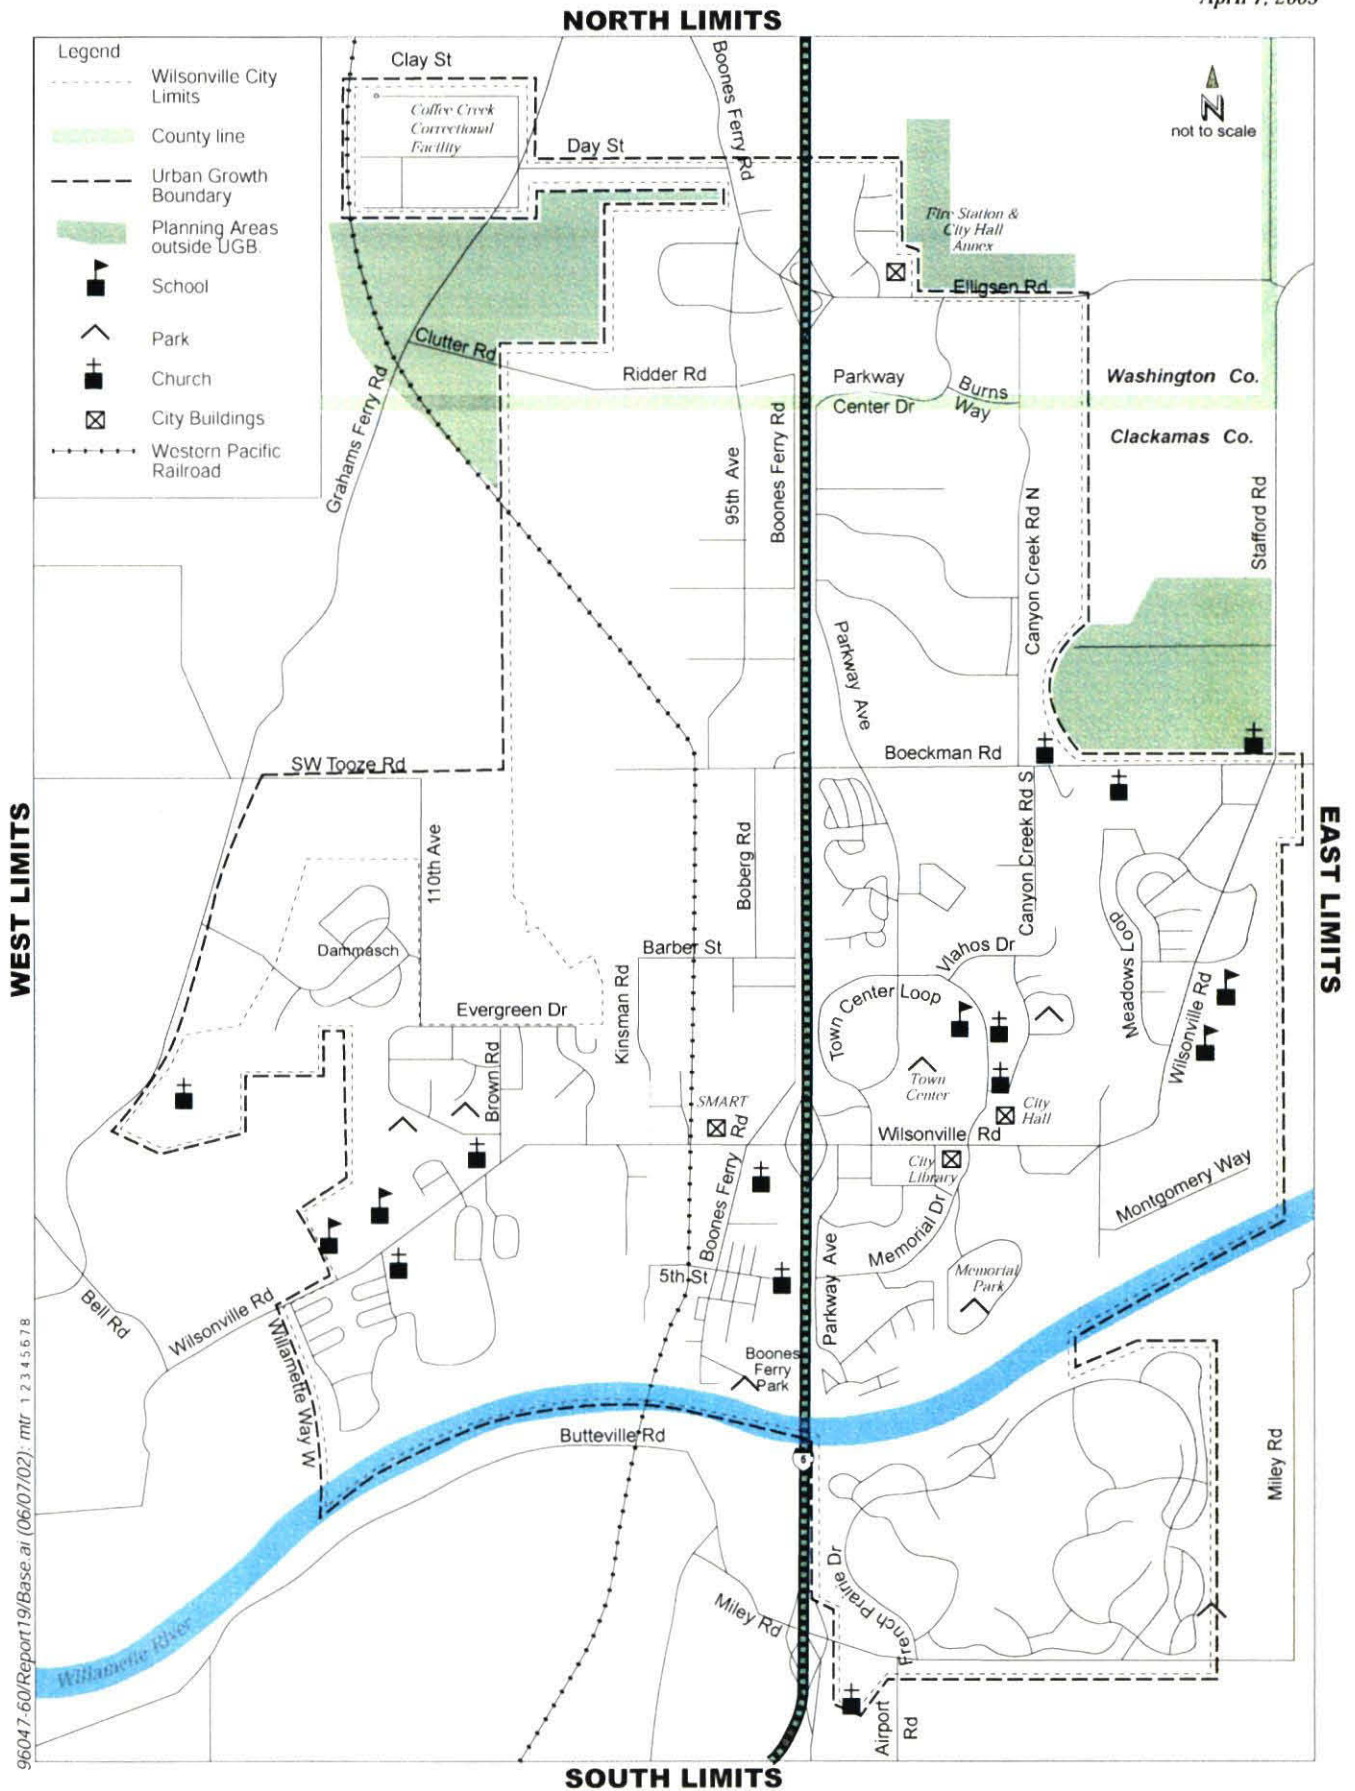 NORTH LIMITS
Legend
Wilsonville City
Limits
County line
Urban Growth
Boundary
Planning Areas
outside UGB.
School
Park
Church
City Buildings
Western Pacific
Railroad
Clay St
Coffee Creek
Correctional
Facility
Day St
Boones Ferry Rd
N
not to scale
Fire Station &
City Hall
Annex
Elligsen Rd
Clutter Rd
Ridder Rd
Parkway
Center Dr
Burns
Way
Washington Co.
Clackamas Co.
Grahams Ferry Rd
95th Ave
Boones Ferry Rd
Canyon Creek Rd N
Stafford Rd
Parkway Ave
Boeckman Rd
SW Tooze Rd
WEST LIMITS
EAST LIMITS
110th Ave
Boberg Rd
Canyon Creek Rd S
Meadows Loop
Dammasch
Barber St
Vlahos Dr
Town Center Loop
Evergreen Dr
Kinsman Rd
Wilsonville Rd
Brown Rd
SMART
Town
Center
City
Hall
Wilsonville Rd
City
Library
Boones Ferry Rd
Montgomery Way
Memorial Dr
Parkway Ave
5th St
Memorial
Park
Bell Rd
Wilsonville Rd
Willamette Way W
Boones
Ferry
Park
Butteville Rd
5
Miley Rd
French Prairie Dr
Miley Rd
Willamette River
Airport
Rd
96047-60/Report19/Base.ai (06/07/02): mtr 1 2 3 4 5 6 7 8
SOUTH LIMITS